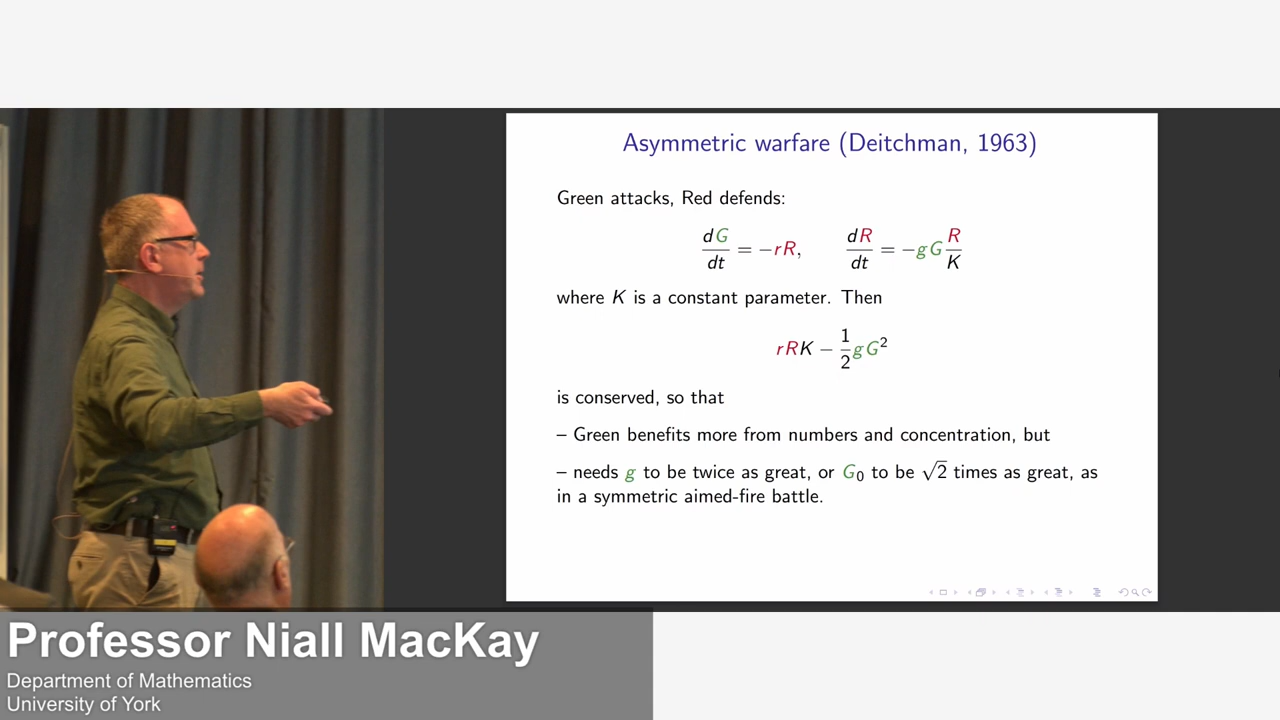 Asymmetric warfare (Deitchman, 1963)
Green attacks, Red defends:
dG/dt = −rR, dR/dt = −gG R/K
where K is a constant parameter. Then
rRK − 1/2 gG²
is conserved, so that
– Green benefits more from numbers and concentration, but
– needs g to be twice as great, or G₀ to be √2 times as great, as
in a symmetric aimed-fire battle.
Professor Niall MacKay
Department of Mathematics
University of York